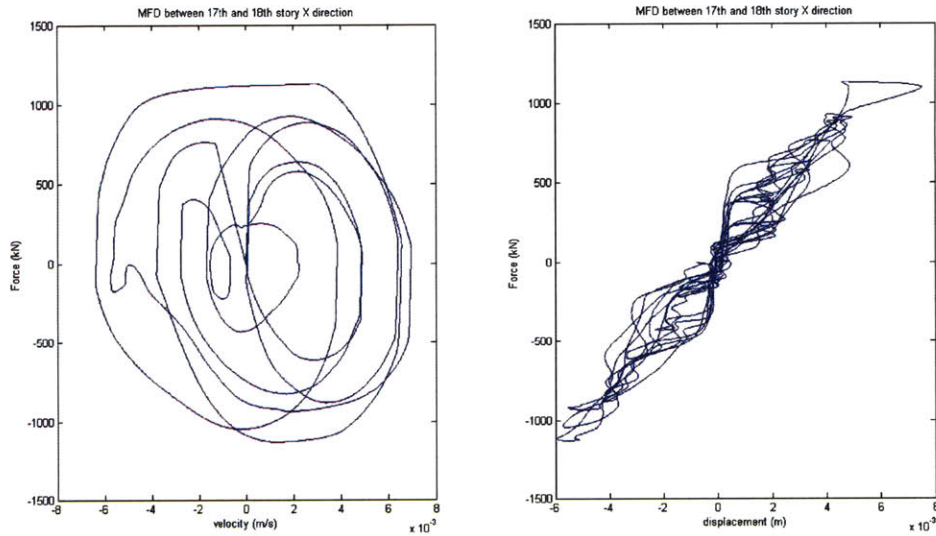 MFD between 17th and 18th story X direction
1500
1000
500
0
-500
-1000
-1500
Force (kN)
-8 -6 -4 -2 0 2 4 6 8
velocity (m/s)
x 10⁻³
MFD between 17th and 18th story X direction
1500
1000
500
0
-500
-1000
-1500
Force (kN)
-6 -4 -2 0 2 4 6 8
displacement (m)
x 10⁻³